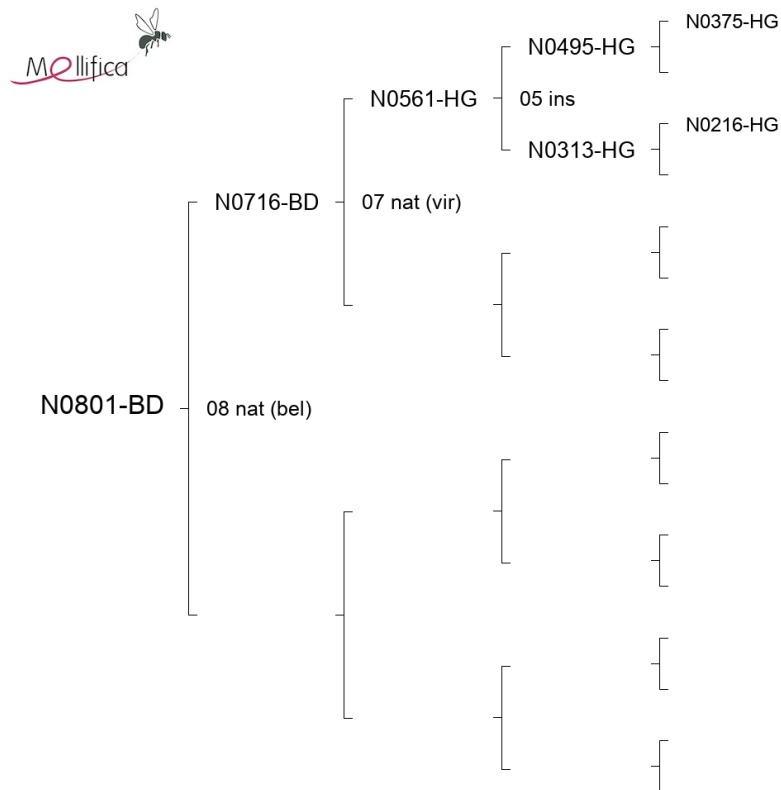 Mellifica
N0375-HG
N0495-HG
N0561-HG
05 ins
N0216-HG
N0313-HG
N0716-BD
07 nat (vir)
N0801-BD
08 nat (bel)